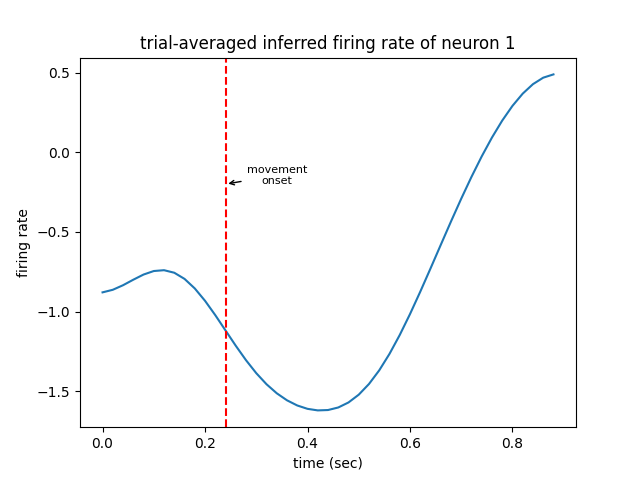 trial-averaged inferred firing rate of neuron 1
0.5
0.0
−0.5
−1.0
−1.5
firing rate
movement
onset
0.0
0.2
0.4
0.6
0.8
time (sec)